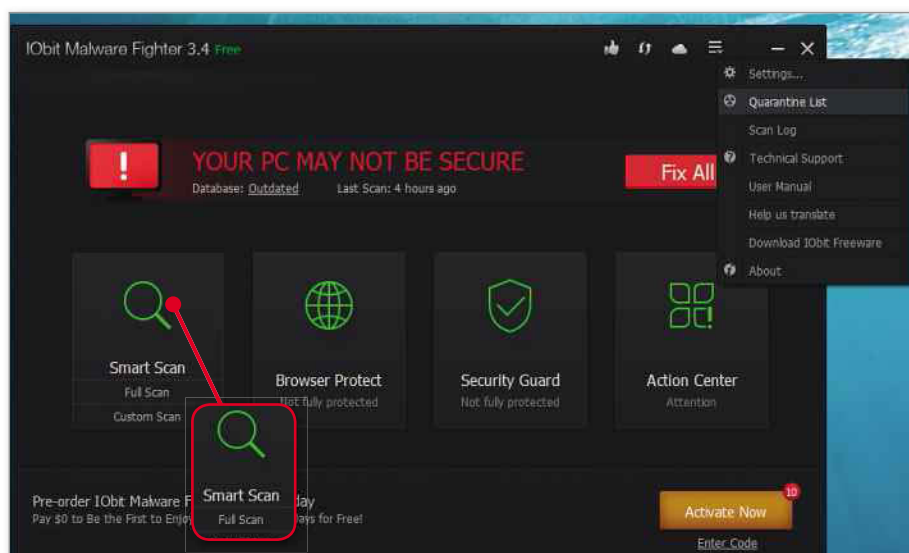 IObit Malware Fighter 3.4 Free
Settings...
Quarantine List
Scan Log
Technical Support
User Manual
Help us translate
Download IObit Freeware
About
YOUR PC MAY NOT BE SECURE
Database: Outdated Last Scan: 4 hours ago
Fix All
Smart Scan
Full Scan
Custom Scan
Browser Protect
Not fully protected
Security Guard
Not fully protected
Action Center
Attention
Smart Scan
Full Scan
Pre-order IObit Malware F
Pay $0 to Be the First to Enjoy ays for Free!
10
Activate Now
Enter Code